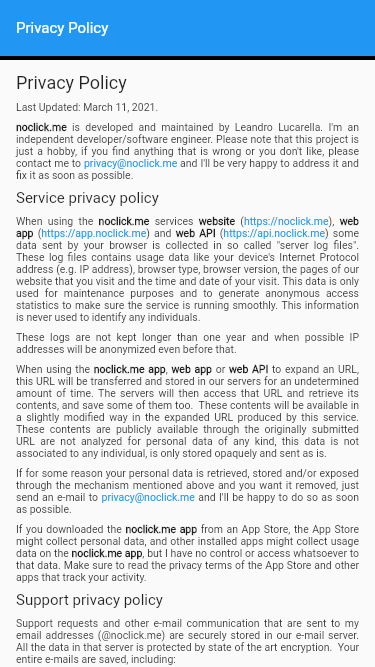 Privacy Policy
Privacy Policy
Last Updated: March 11, 2021.
noclick.me is developed and maintained by Leandro Lucarella. I'm an
independent developer/software engineer. Please note that this project is
just a hobby, if you find anything that is wrong or you don't like, please
contact me to privacy@noclick.me and I'll be very happy to address it and
fix it as soon as possible.
Service privacy policy
When using the noclick.me services website (https://noclick.me), web
app (https://app.noclick.me) and web API (https://api.noclick.me) some
data sent by your browser is collected in so called "server log files".
These log files contains usage data like your device's Internet Protocol
address (e.g. IP address), browser type, browser version, the pages of our
website that you visit and the time and date of your visit. This data is only
used for maintenance purposes and to generate anonymous access
statistics to make sure the service is running smoothly. This information
is never used to identify any individuals.
These logs are not kept longer than one year and when possible IP
addresses will be anonymized even before that.
When using the noclick.me app, web app or web API to expand an URL,
this URL will be transferred and stored in our servers for an undetermined
amount of time. The servers will then access that URL and retrieve its
contents, and save some of them too. These contents will be available in
a slightly modified way in the expanded URL produced by this service.
These contents are publicly available through the originally submitted
URL are not analyzed for personal data of any kind, this data is not
associated to any individual, is only stored opaquely and sent as is.
If for some reason your personal data is retrieved, stored and/or exposed
through the mechanism mentioned above and you want it removed, just
send an e-mail to privacy@noclick.me and I'll be happy to do so as soon
as possible.
If you downloaded the noclick.me app from an App Store, the App Store
might collect personal data, and other installed apps might collect usage
data on the noclick.me app, but I have no control or access whatsoever to
that data. Make sure to read the privacy terms of the App Store and other
apps that track your activity.
Support privacy policy
Support requests and other e-mail communication that are sent to my
email addresses (@noclick.me) are securely stored in our e-mail server.
All the data in that server is protected by state of the art encryption. Your
entire e-mails are saved, including: